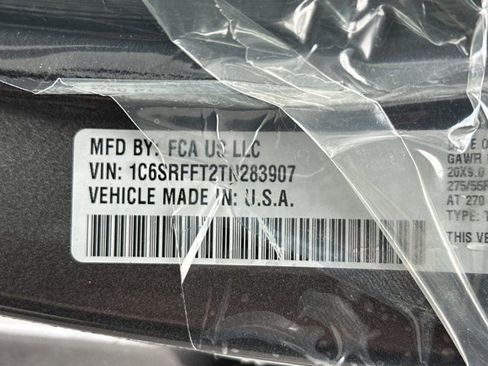 MFD BY: FCA US LLC
VIN: 1C6SRFFT2TN283907
VEHICLE MADE IN: U.S.A.
GAWR
20X9.0
275/55R
AT 270
TYPE: T
THIS VE